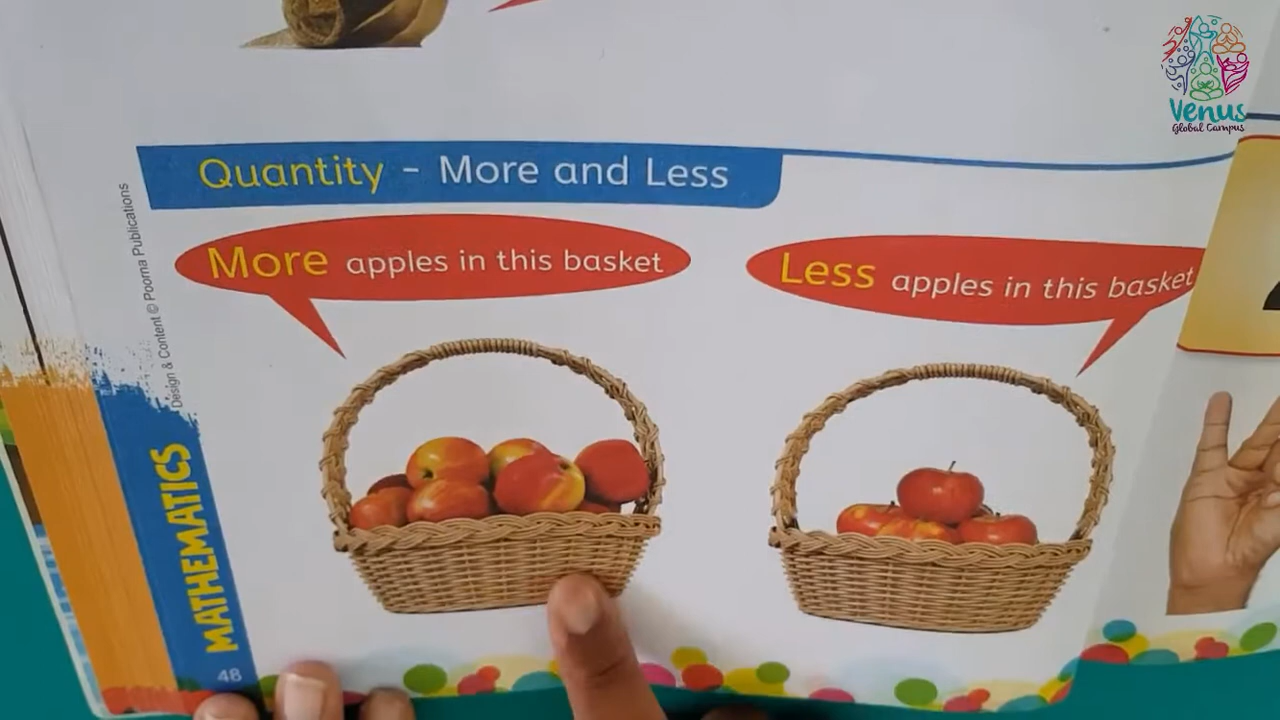 Venus
Global Campus
Quantity - More and Less
More apples in this basket
Less apples in this basket
Design & Content © Poorna Publications
MATHEMATICS
48